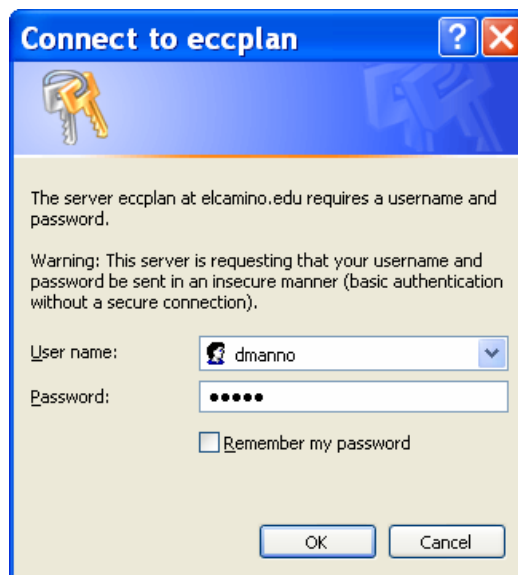 Connect to eccplan
?
The server eccplan at elcamino.edu requires a username and
password.
Warning: This server is requesting that your username and
password be sent in an insecure manner (basic authentication
without a secure connection).
User name:
dmanno
Password:
•••••
Remember my password
OK
Cancel